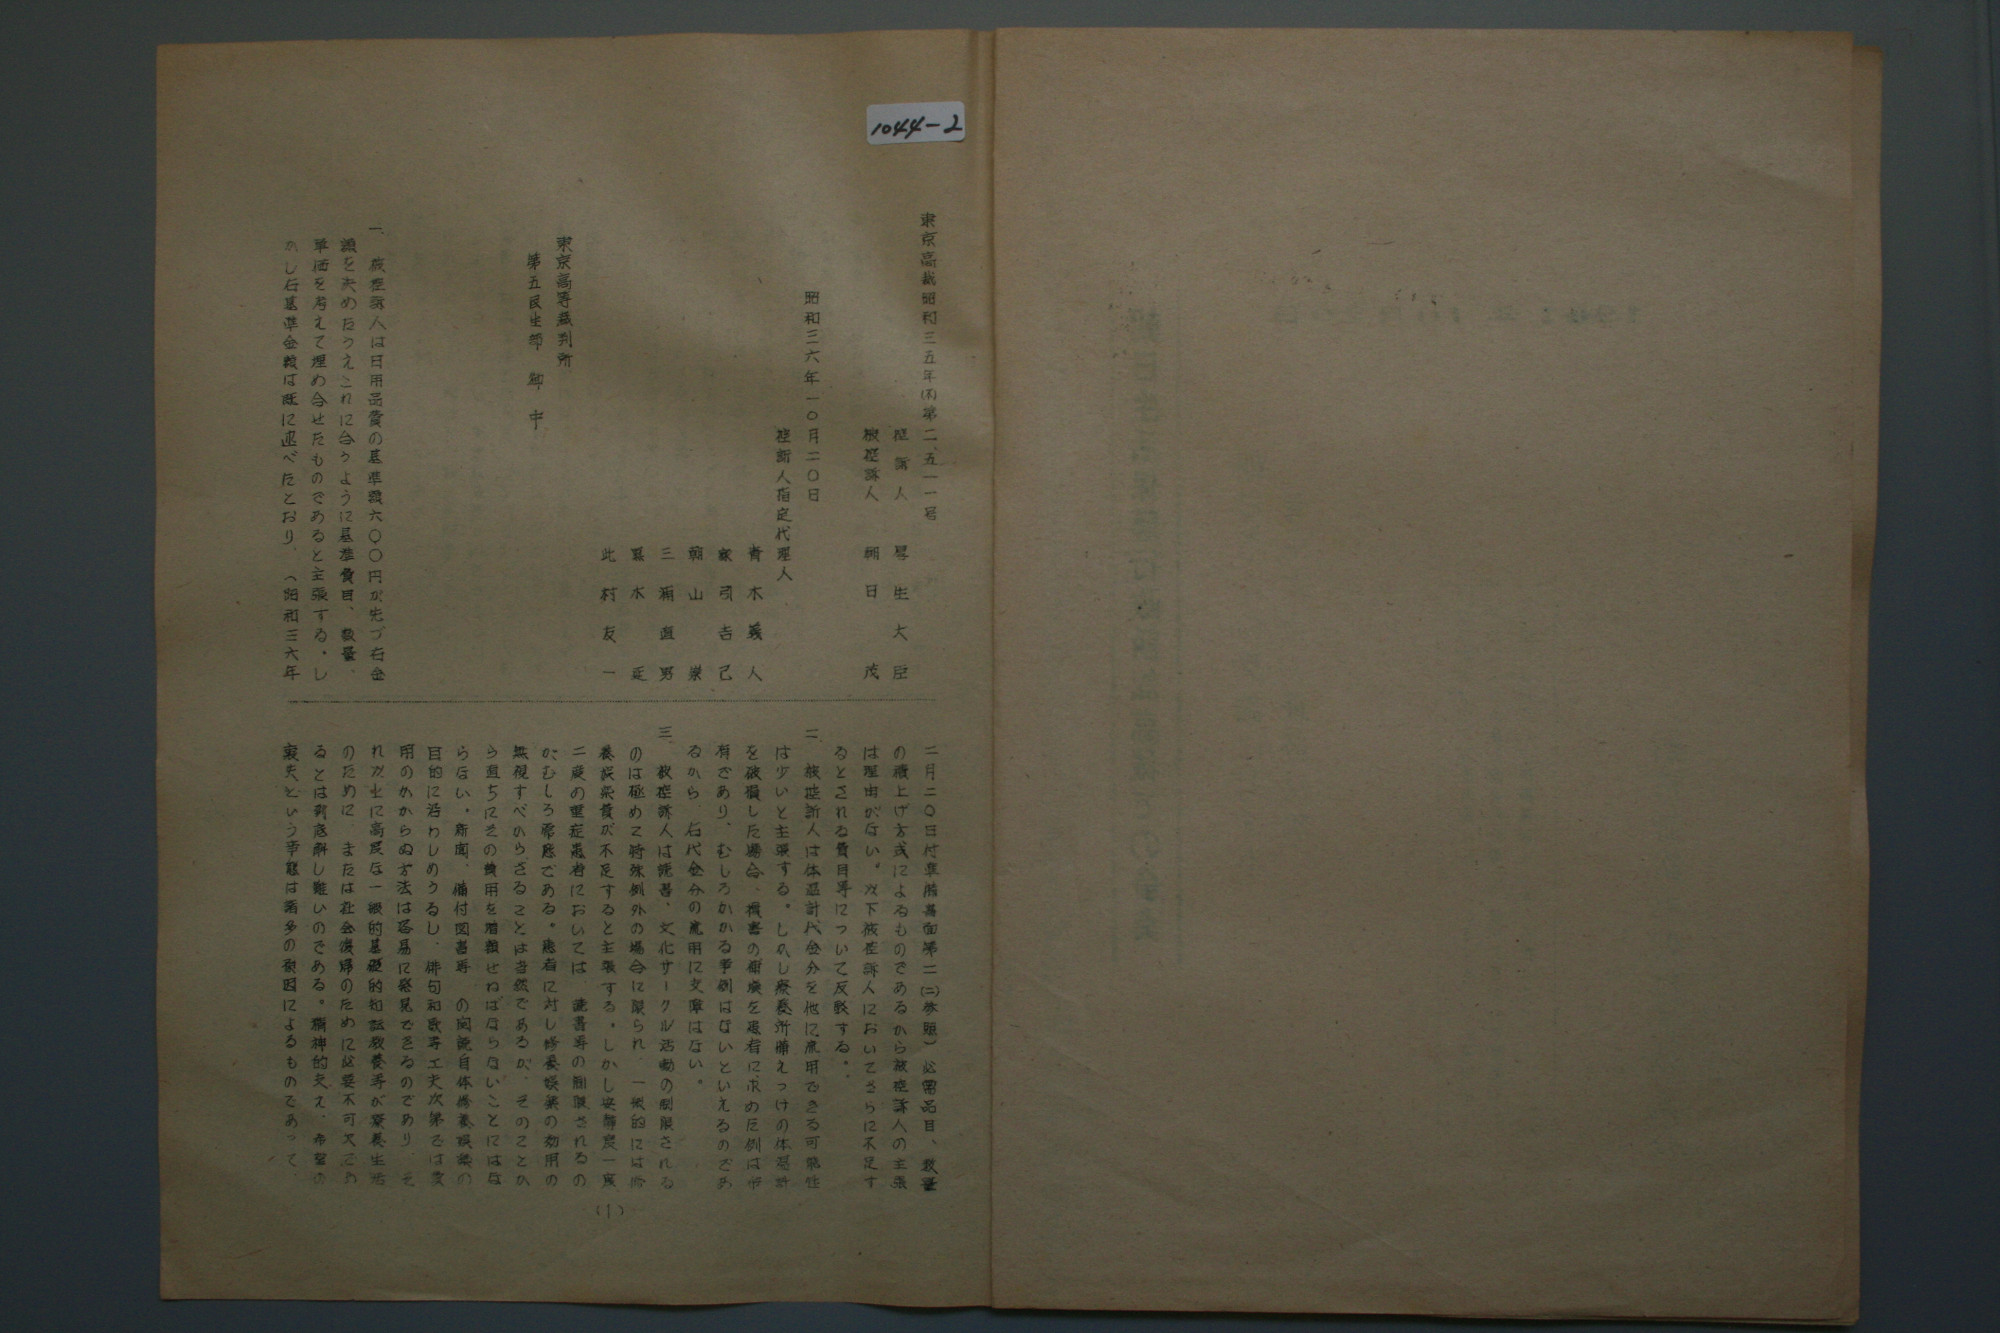 1044-2
東京高裁昭和三五年(ネ)第二、五一一号
控訴人 厚生大臣
被控訴人 朝日茂
昭和三六年一〇月二〇日
控訴人指定代理人
青木義人
家弓吉己
朝山崇
三浦直男
真木延
此村友一
東京高等裁判所
第五民生部 御中
一、被控訴人は日用品費の基準額六〇〇円が先づ右金
額を決めたうえこれに合うように基準費目、数量、
単価を考えて埋め合せたものであると主張する。し
かし右基準金額は既に述べたとおり、(昭和三六年
二月二〇日付準備書面第二(二)参照)必需品目、数量
の積上げ方式によるものであるから被控訴人の主張
は理由がない。以下被控訴人においてさらに不足す
るとされる費目等について反駁する。
二、被控訴人は体温計代金分を他に流用できる可能性
は少いと主張する。しかし療養所備えつけの体温計
を破損した場合、損害の補填を患者に求めた例は希
有であり、むしろかかる事例はないといえるのであ
るから、右代金分の流用に支障はない。
三、被控訴人は読書、文化サークル活動の制限される
のは極めて特殊例外の場合に限られ、一般的には修
養娯楽費が不足すると主張する。しかし安静度一度
二度の重症患者においては、読書等の制限されるの
がむしろ常態である。患者に対し修養娯楽の効用の
無視すべからざることは当然であるが、そのことか
ら直ちにその費用を増額せねばならないことにはな
らない。新聞、備付図書等の閲読自体修養娯楽の
目的に沿わしめうるし、俳句和歌等工夫次第では費
用のかからぬ方法は容易に発見できるのであり、そ
れが以上に高度な一般的基礎的知識教養等が療養生活
のために、または社会復帰のために必要不可欠であ
るとは到底解し難いのである。精神的支え、希望の
喪失という事態は諸多の要因によるものであって、
(1)